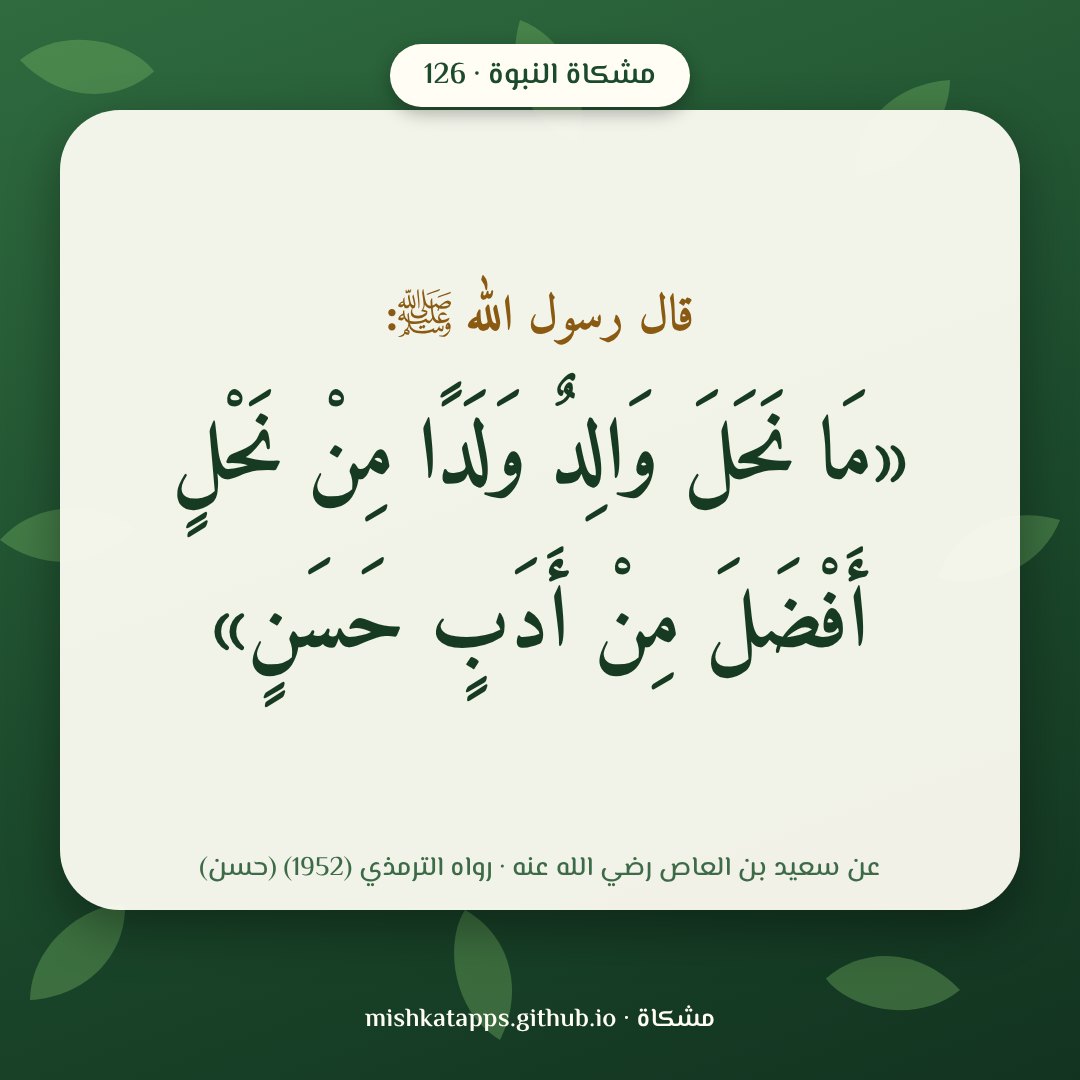 مشكاة النبوة · 126
قال رسول الله ﷺ:
«مَا نَحَلَ وَالِدٌ وَلَدًا مِنْ نَحْلٍ
أَفْضَلَ مِنْ أَدَبٍ حَسَنٍ»
عن سعيد بن العاص رضي الله عنه · رواه الترمذي (1952) (حسن)
مشكاة · mishkatapps.github.io